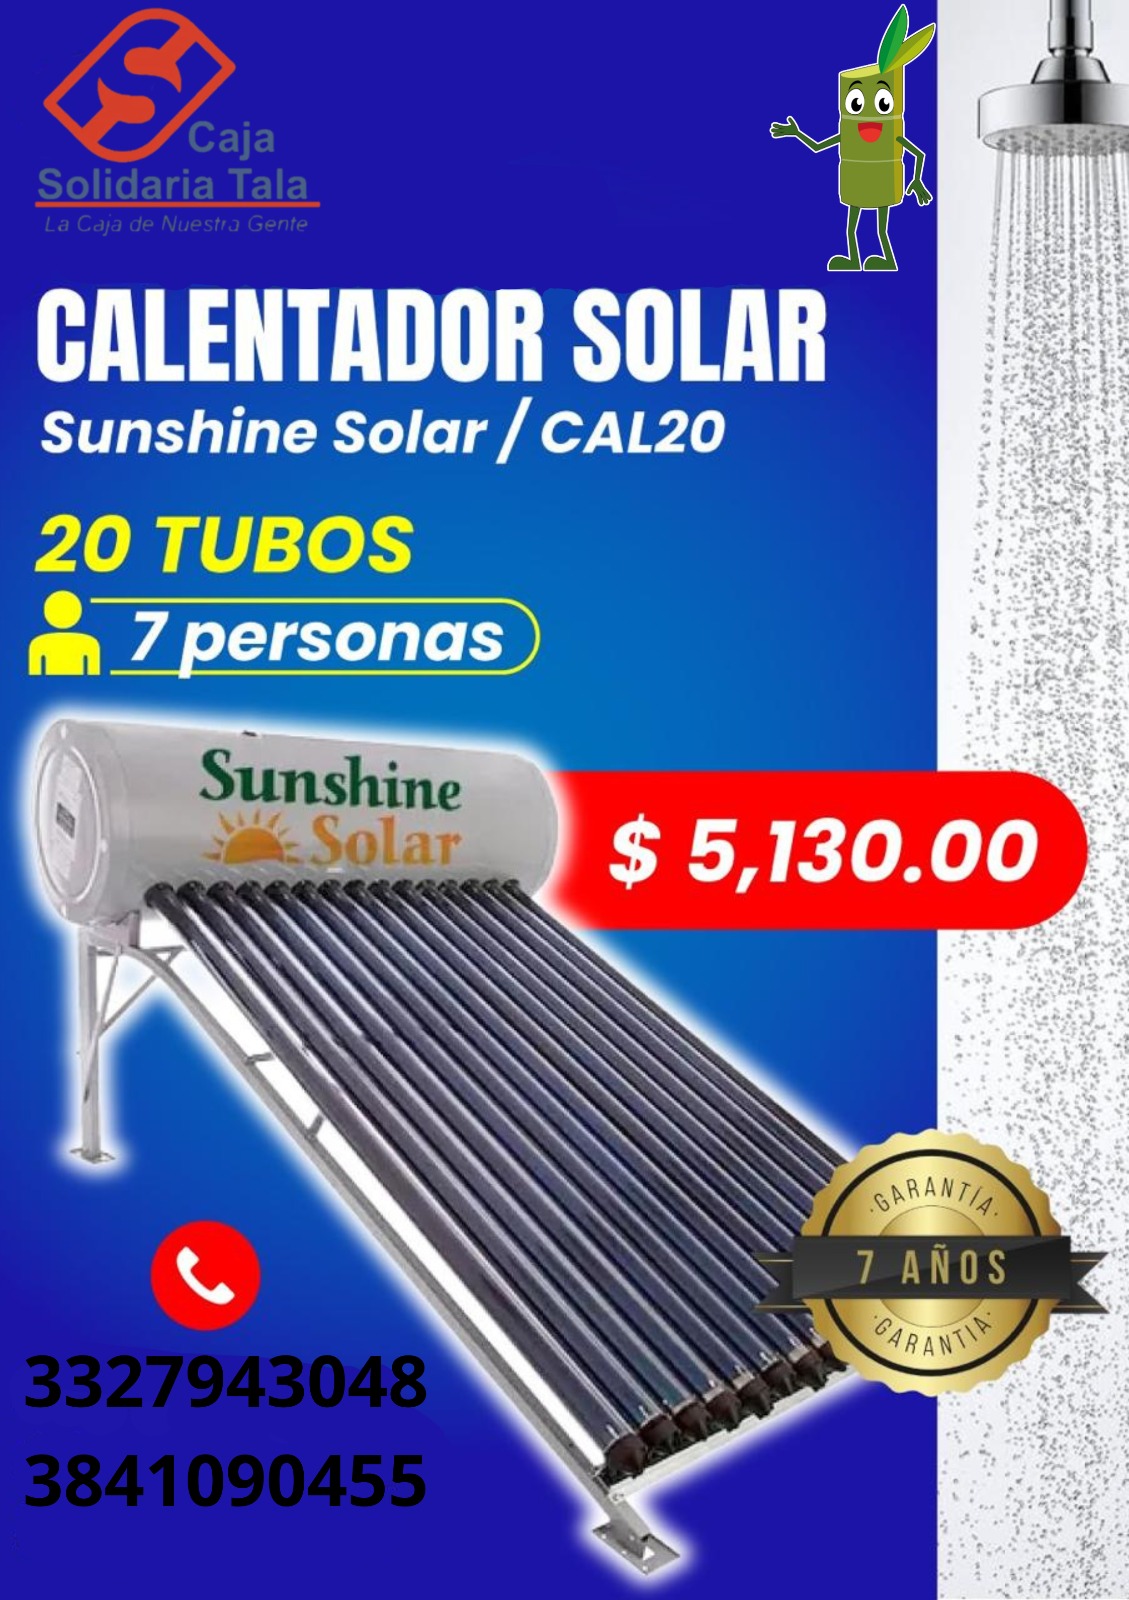 Caja
Solidaria Tala
La Caja de Nuestra Gente
CALENTADOR SOLAR
Sunshine Solar / CAL20
20 TUBOS
7 personas
Sunshine
Solar
$ 5,130.00
GARANTÍA
7 AÑOS
GARANTIA
3327943048
3841090455